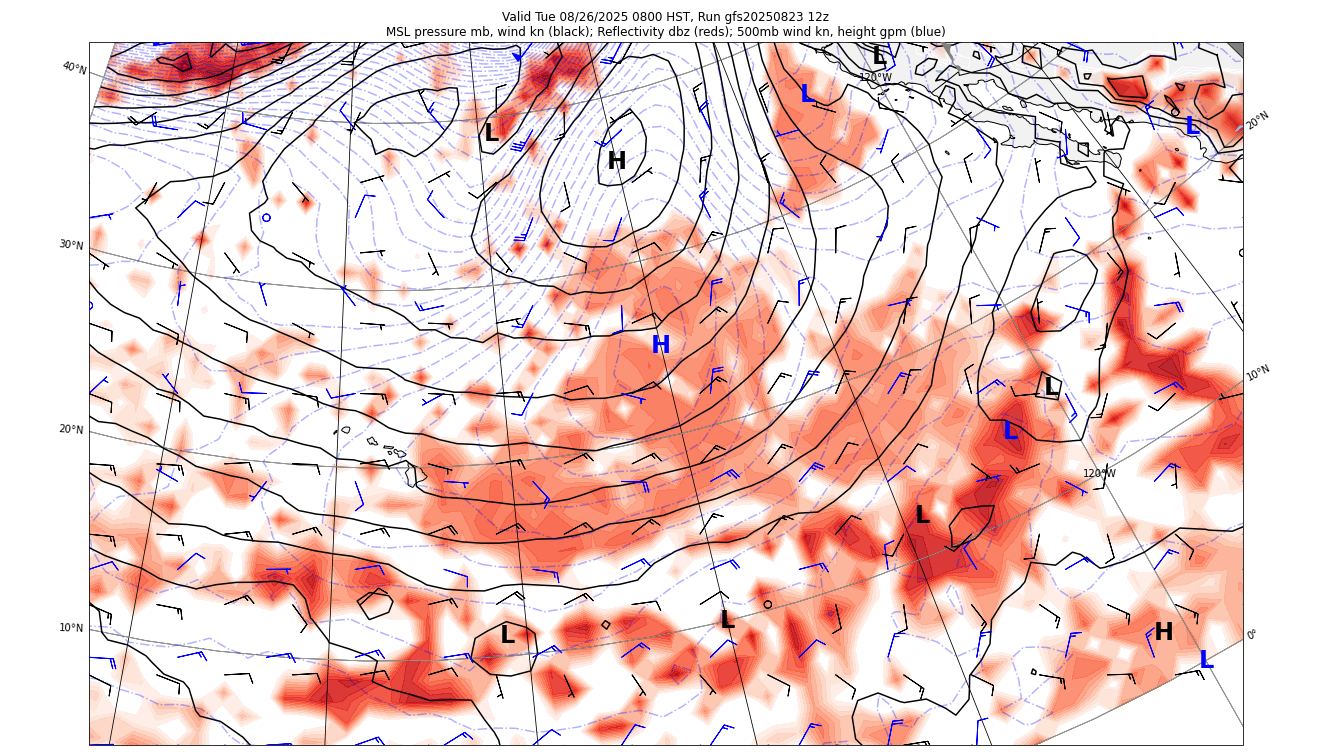 Valid Tue 08/26/2025 0800 HST, Run gfs20250823 12z
MSL pressure mb, wind kn (black); Reflectivity dbz (reds); 500mb wind kn, height gpm (blue)
L
40°N
120°W
L
20°N
L
L
H
30°N
H
10°N
L
20°N
L
120°W
L
10°N
L
L
H
0°
L